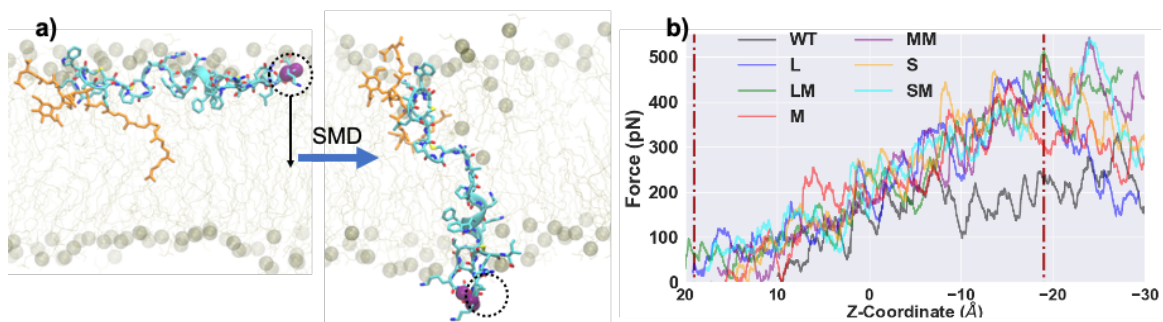 a)
SMD
b)
Force (pN)
500
400
300
200
100
0
WT
L
LM
M
MM
S
SM
20
10
0
−10
−20
−30
Z-Coordinate (Å)